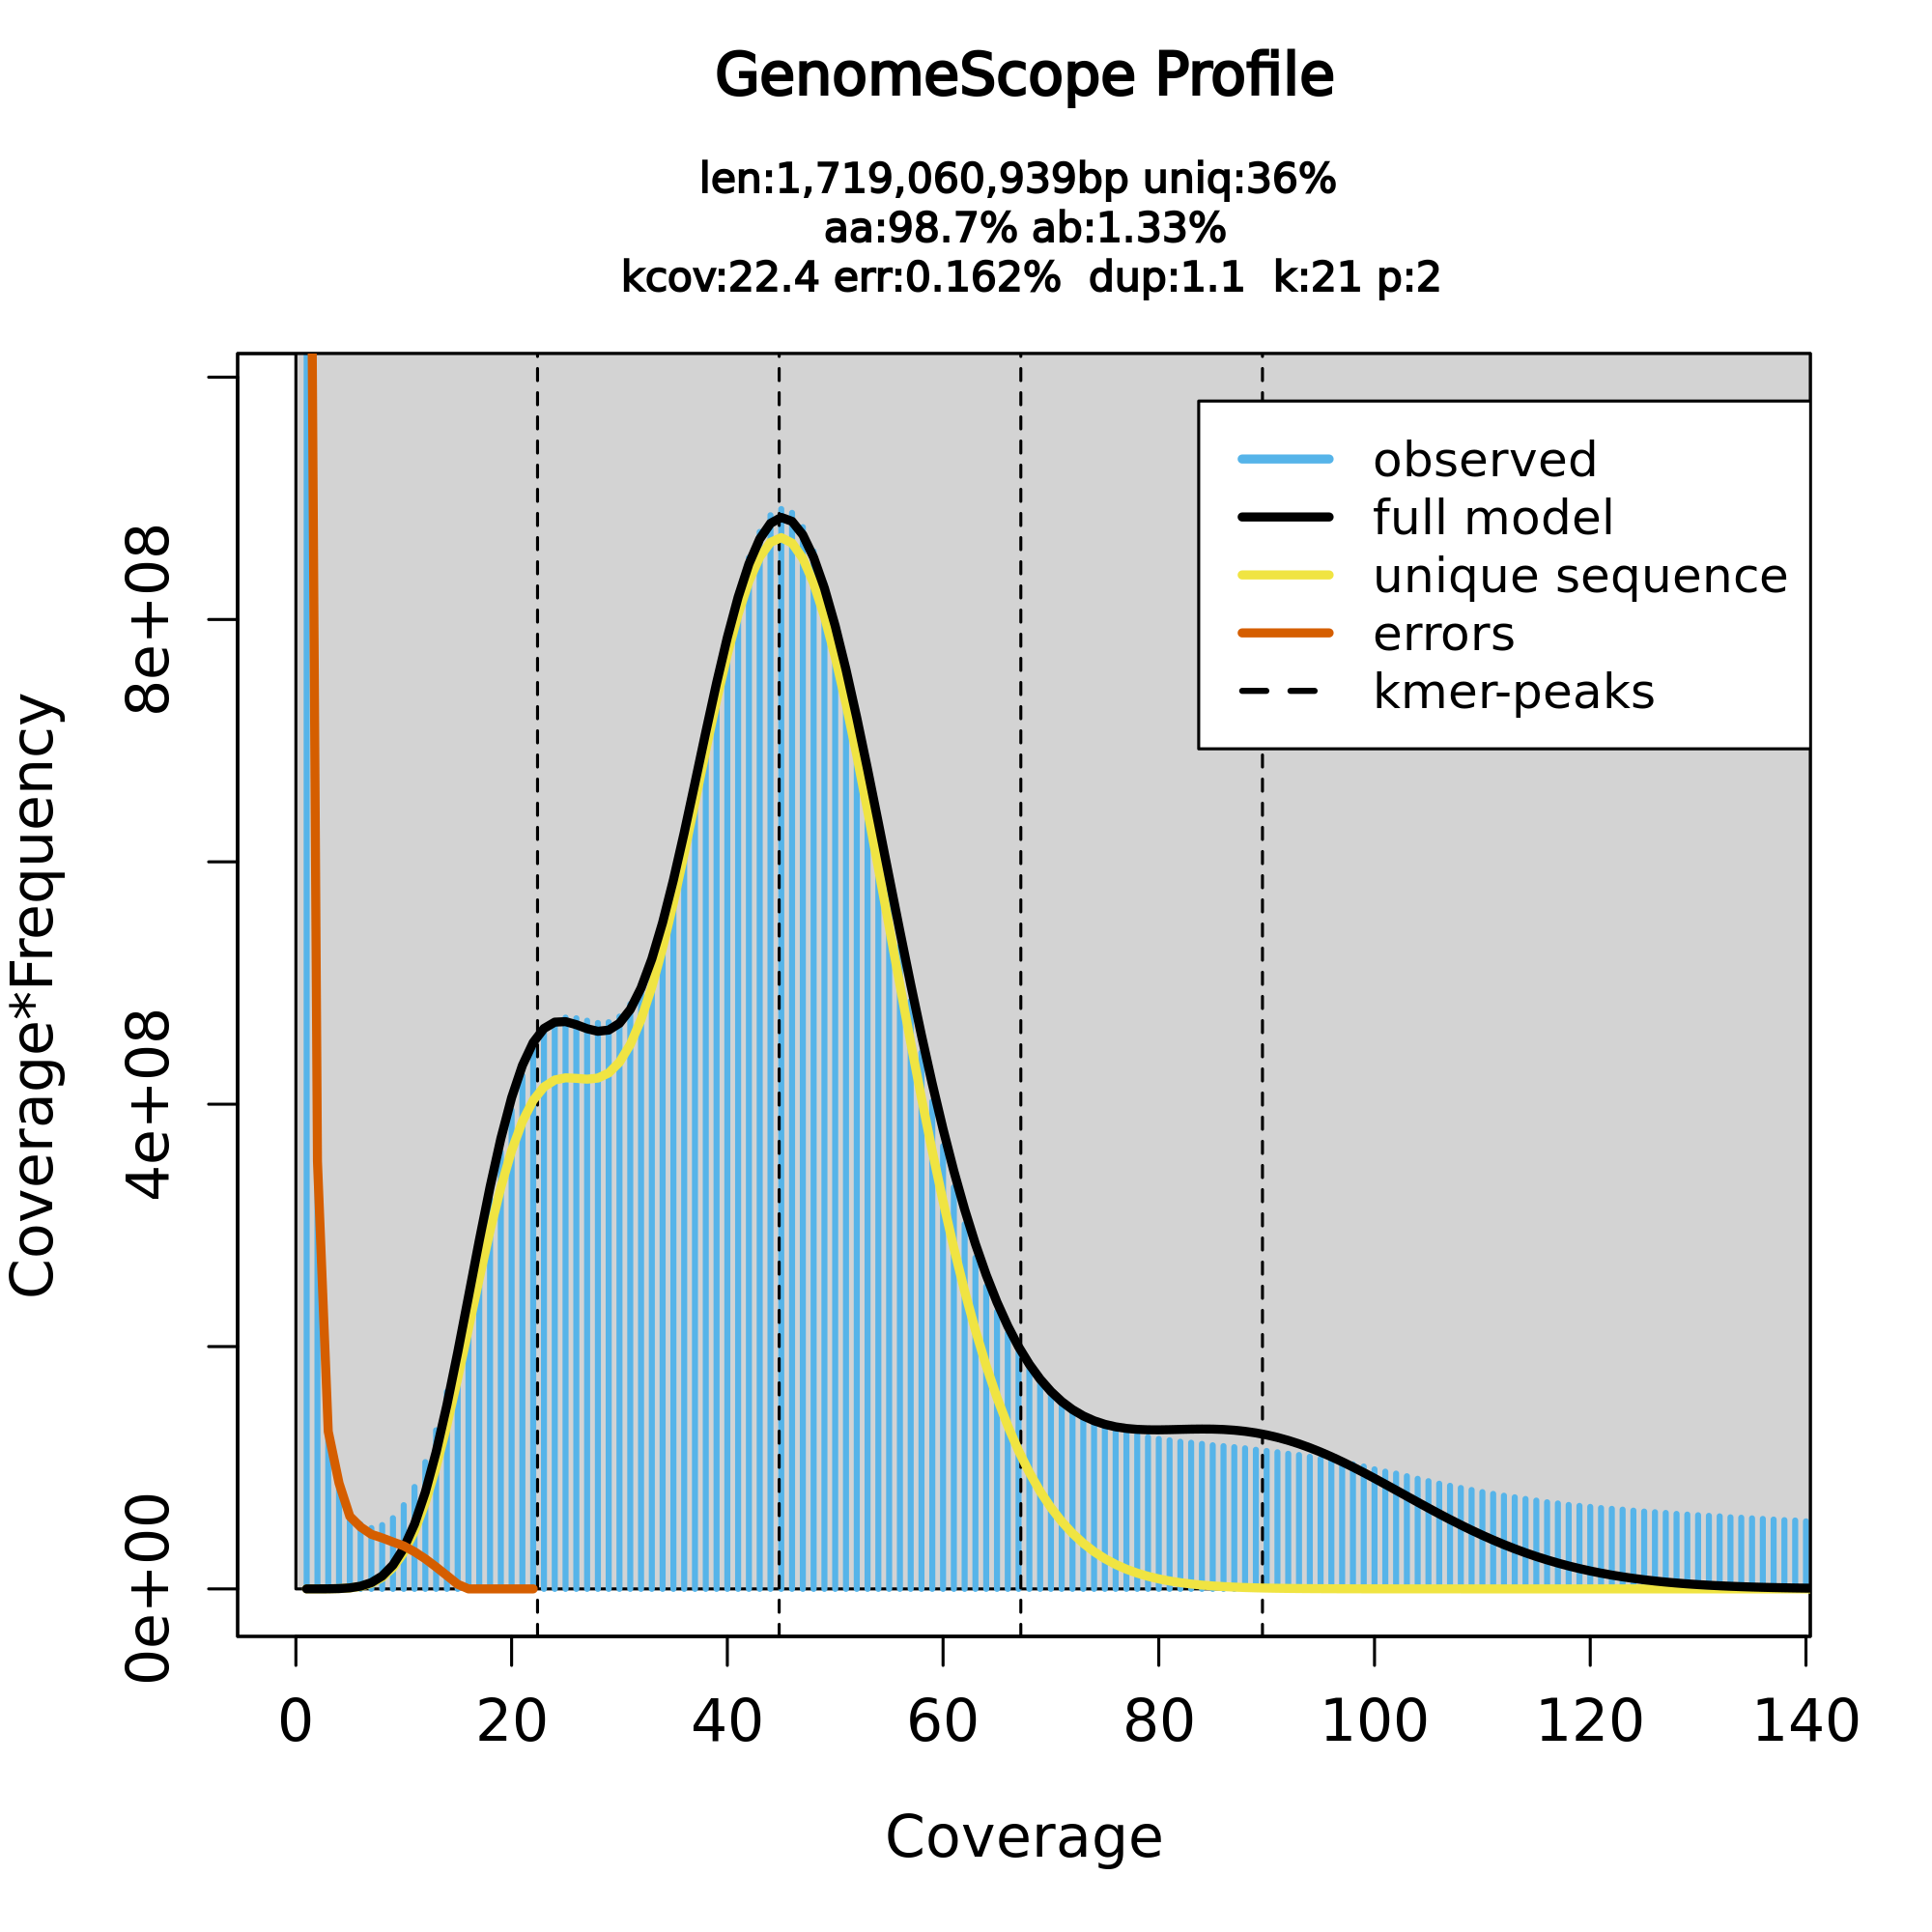 GenomeScope Profile
len:1,719,060,939bp uniq:36%
aa:98.7% ab:1.33%
kcov:22.4 err:0.162% dup:1.1 k:21 p:2
observed
full model
unique sequence
errors
kmer-peaks
Coverage*Frequency
8e+08
4e+08
0e+00
0 20 40 60 80 100 120 140
Coverage